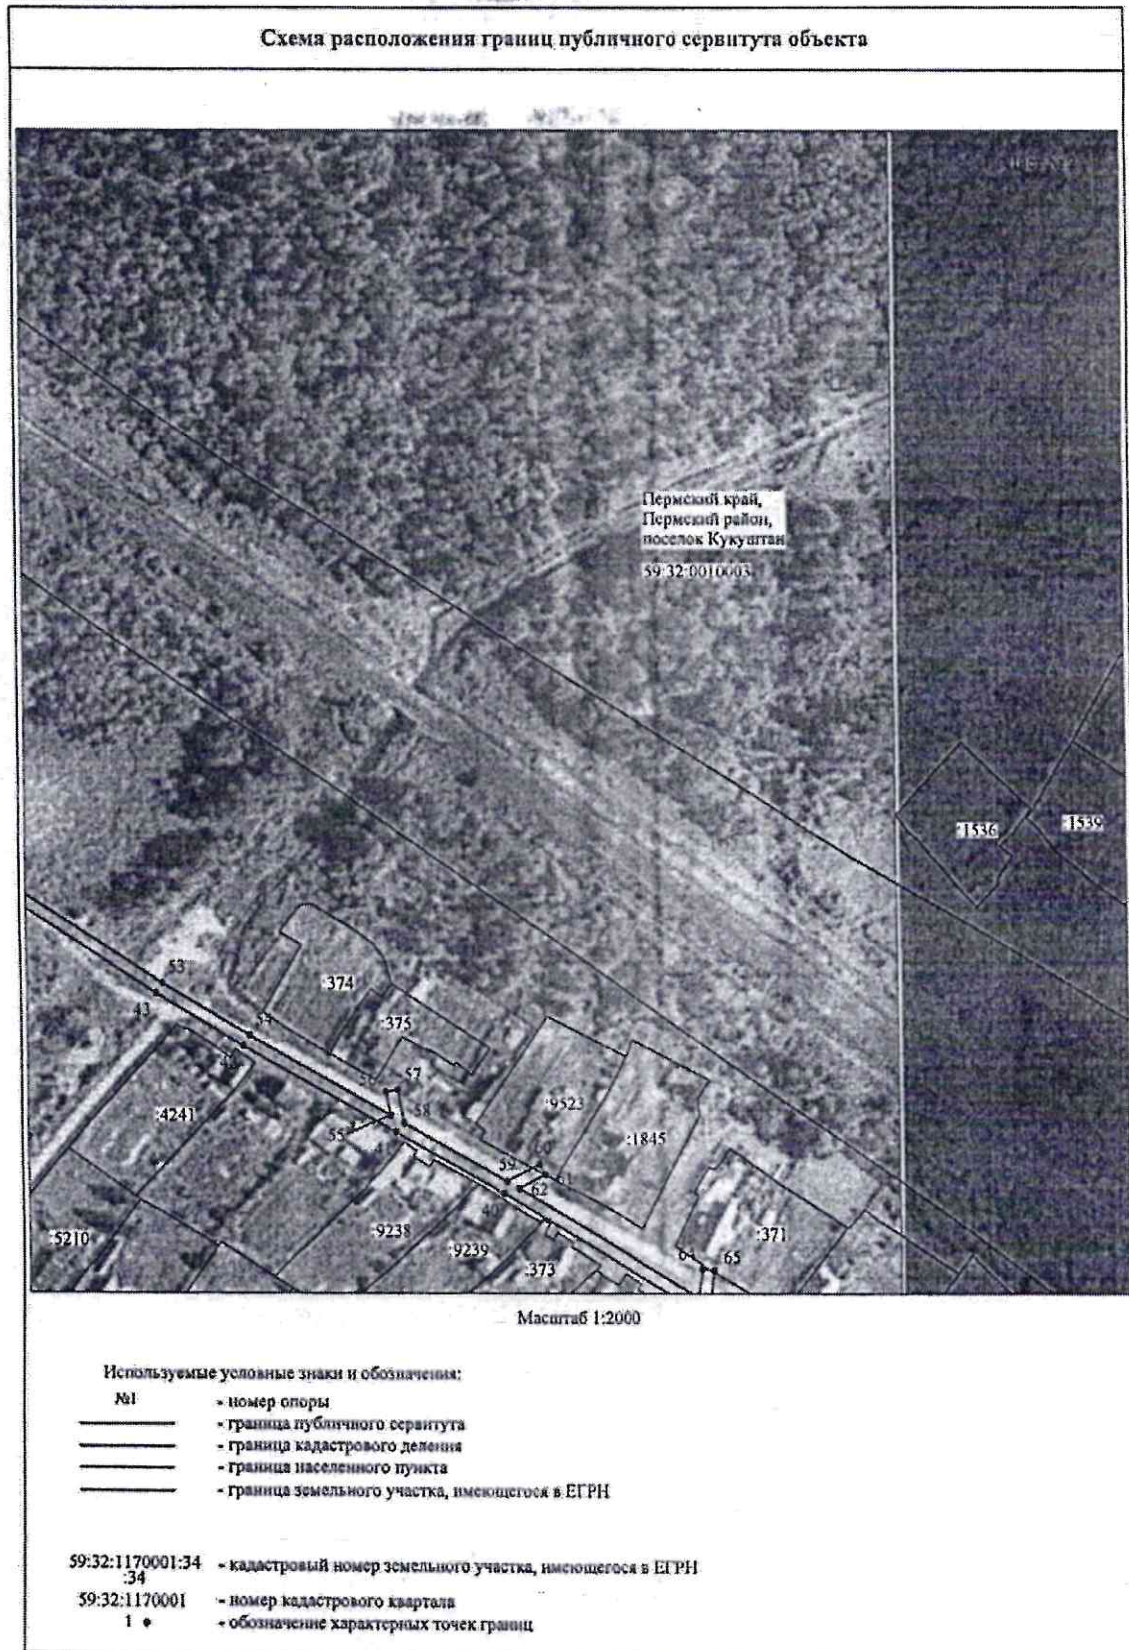 Схема расположения границ публичного сервитута объекта
Пермский край,
Пермский район,
поселок Кукуштан
59:32:0010003
:1536
:1539
53
43
54
:374
:375
57
58
:4241
55
:9523
:1845
59
60
61
62
40
:5210
:9238
:9239
:373
:371
64
65
Масштаб 1:2000
Используемые условные знаки и обозначения:
№1 - номер опоры
- граница публичного сервитута
- граница кадастрового деления
- граница населенного пункта
- граница земельного участка, имеющегося в ЕГРН
59:32:1170001:34 - кадастровый номер земельного участка, имеющегося в ЕГРН
:34
59:32:1170001 - номер кадастрового квартала
1 - обозначение характерных точек границ